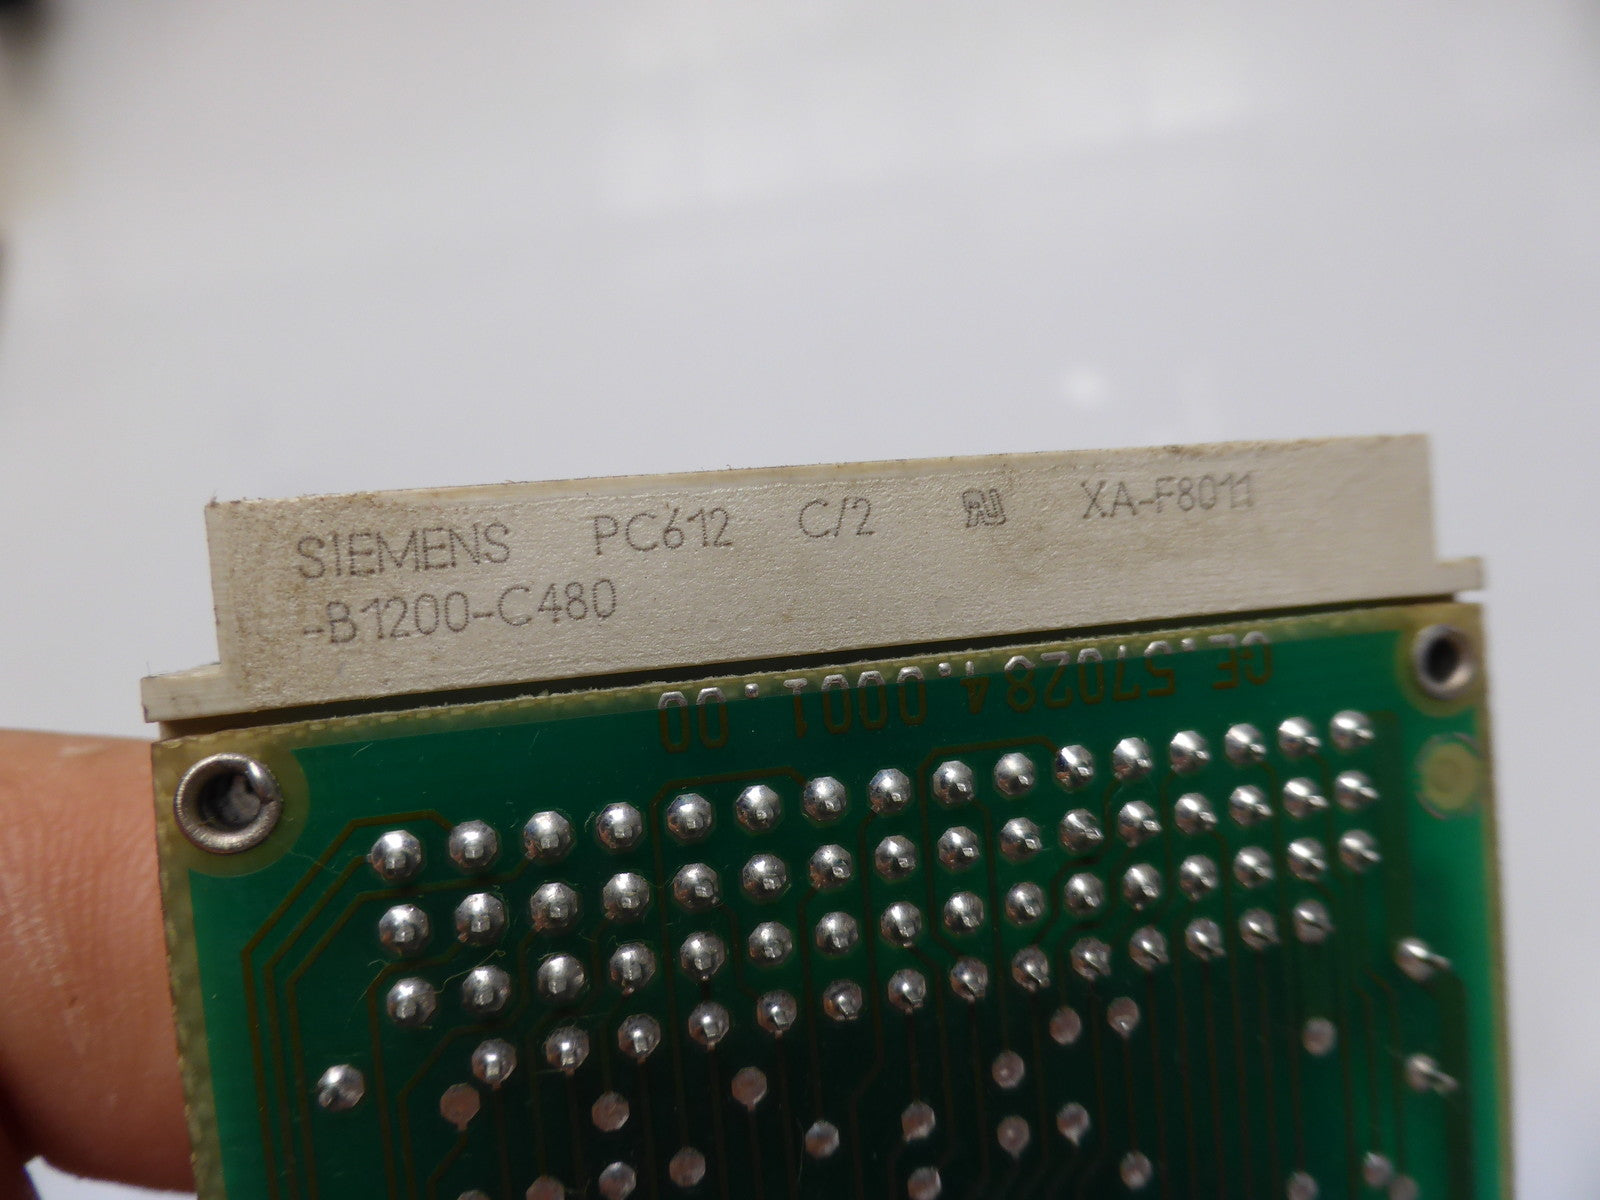 SIEMENS PC612 C/2 XA-F8011
-B1200-C480
GE.570284.0001.00